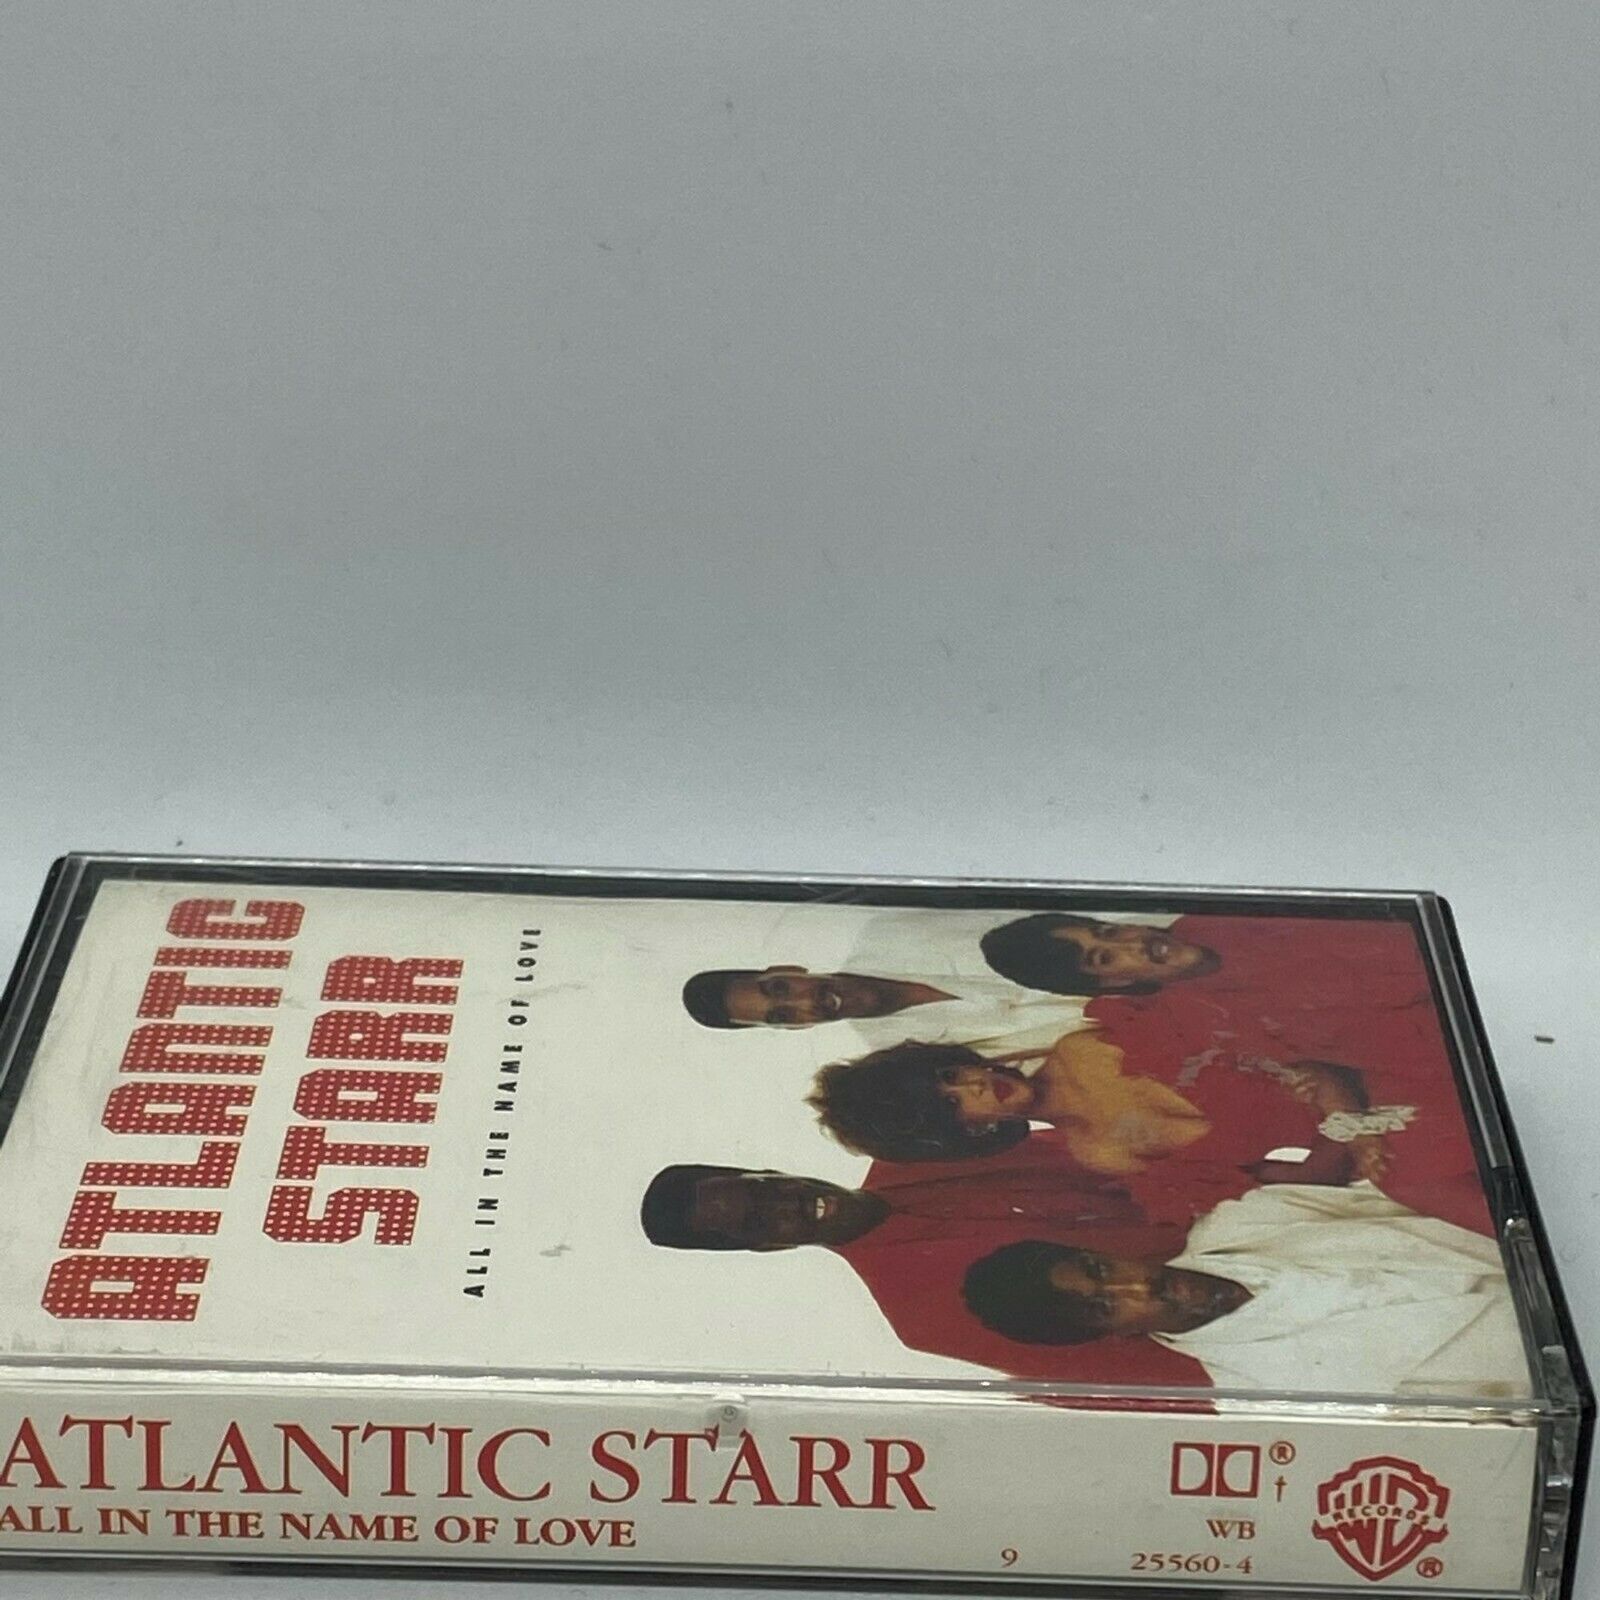 ATLANTIC
STARR
ALL IN THE NAME OF LOVE
ATLANTIC STARR
ALL IN THE NAME OF LOVE
®
†
WB
9 25560-4
RECORDS
®